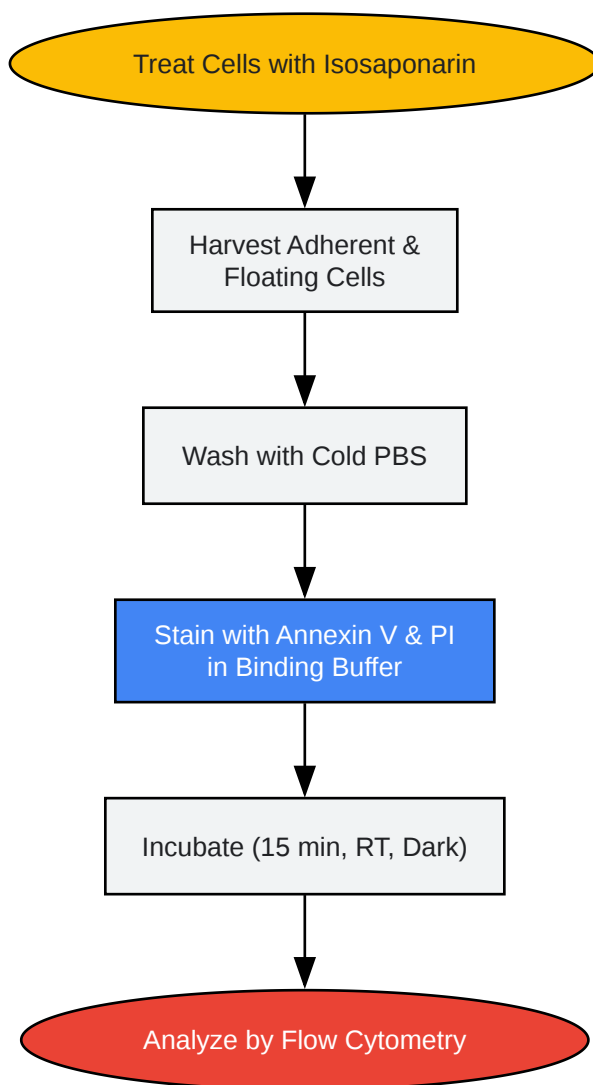 Treat Cells with Isosaponarin
Harvest Adherent &
Floating Cells
Wash with Cold PBS
Stain with Annexin V & PI
in Binding Buffer
Incubate (15 min, RT, Dark)
Analyze by Flow Cytometry